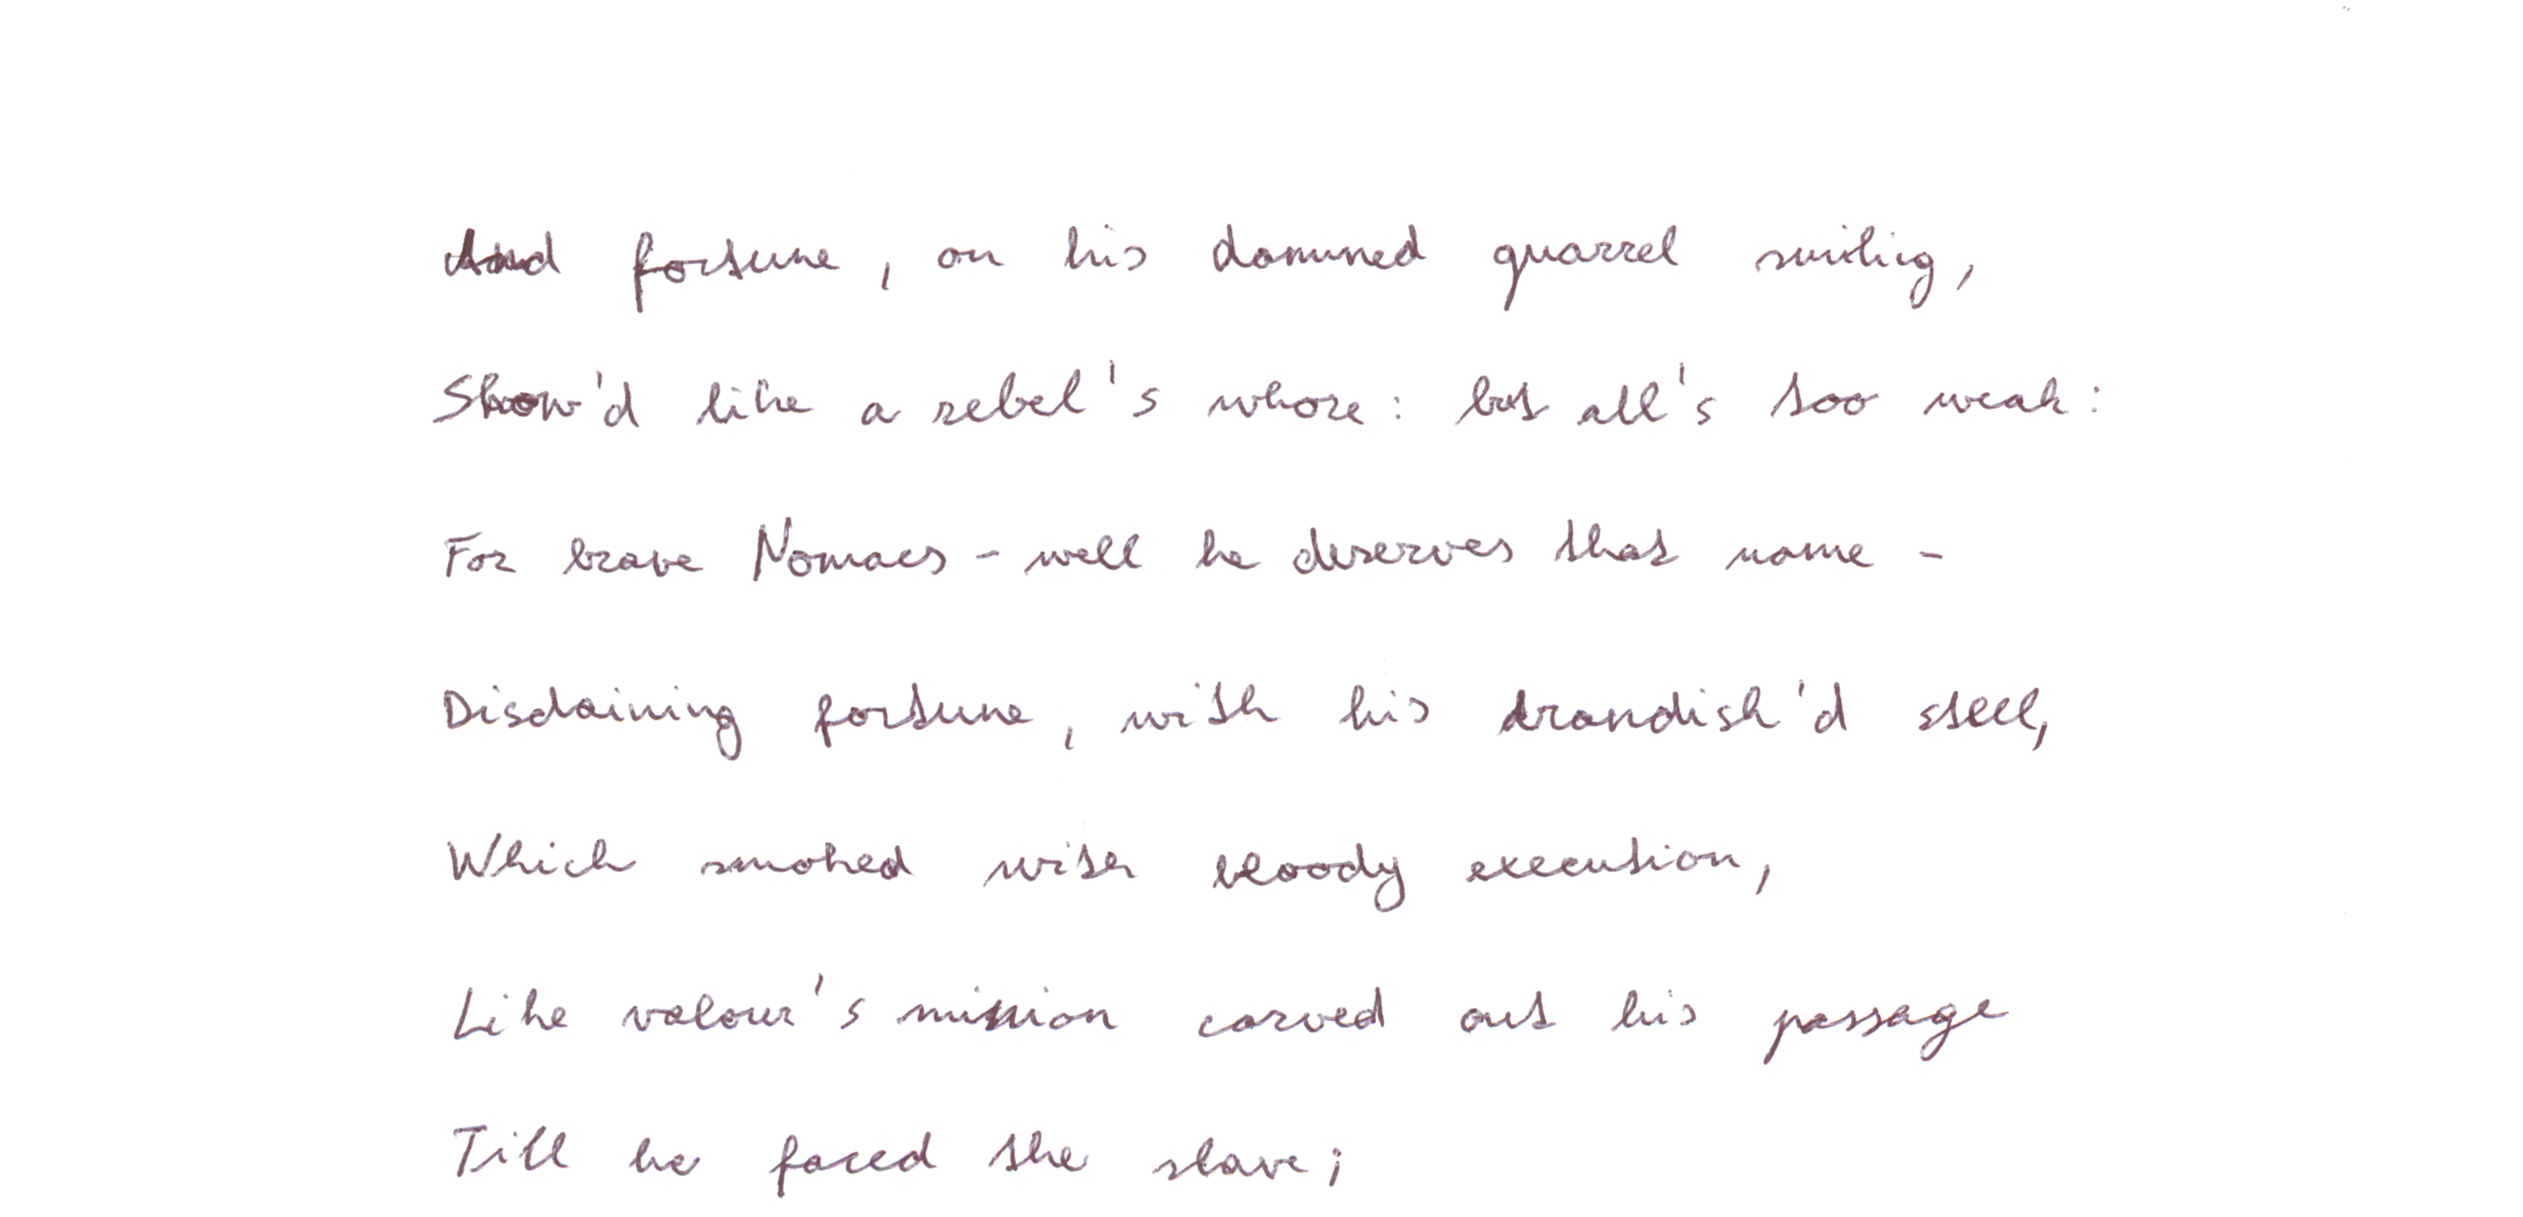 And fortune, on his damned quarrel smiling,
Show'd like a rebel's whore: but all's too weak:
For brave Nomacs - well he deserves that name -
Disdaining fortune, with his brandish'd steel,
Which smoked with bloody execution,
Like valour's minion carved out his passage
Till he faced the slave;